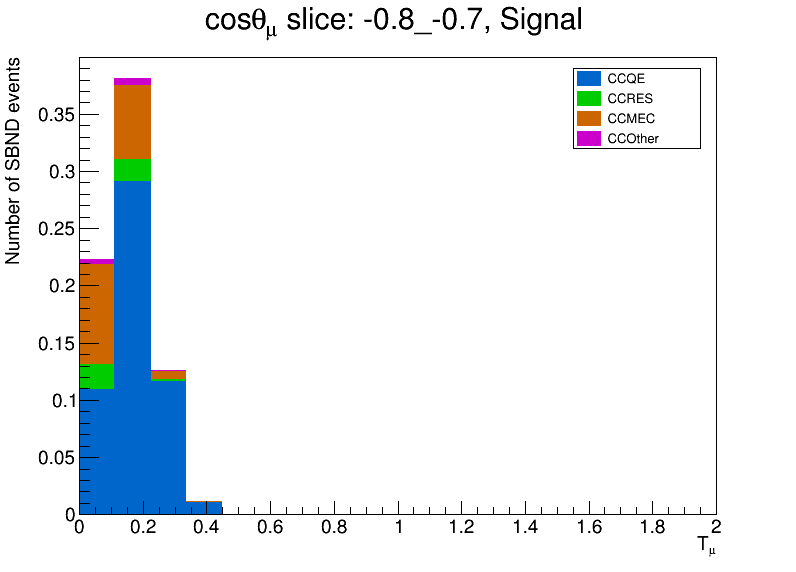 cosθμ slice: -0.8_-0.7, Signal
Number of SBND events
CCQE
CCRES
CCMEC
CCOther
0.35
0.3
0.25
0.2
0.15
0.1
0.05
0
0 0.2 0.4 0.6 0.8 1 1.2 1.4 1.6 1.8 2
Tμ